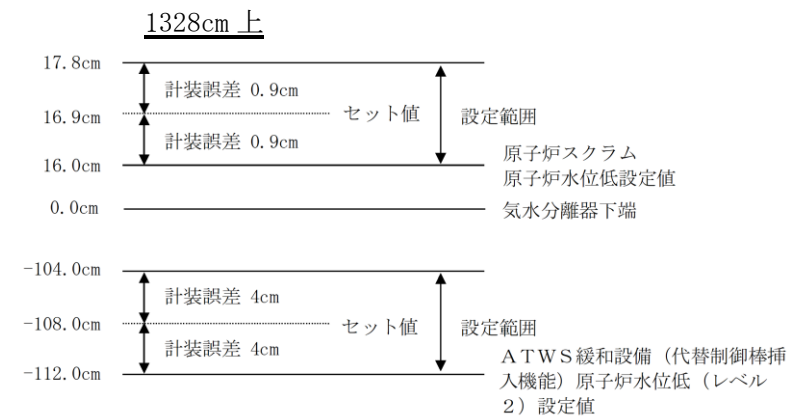 1328cm 上
17.8cm
計装誤差 0.9cm
16.9cm
セット値
設定範囲
計装誤差 0.9cm
16.0cm
原子炉スクラム
原子炉水位低設定値
0.0cm
気水分離器下端
-104.0cm
計装誤差 4cm
-108.0cm
セット値
設定範囲
計装誤差 4cm
-112.0cm
ATWS緩和設備（代替制御棒挿
入機能）原子炉水位低（レベル
2）設定値